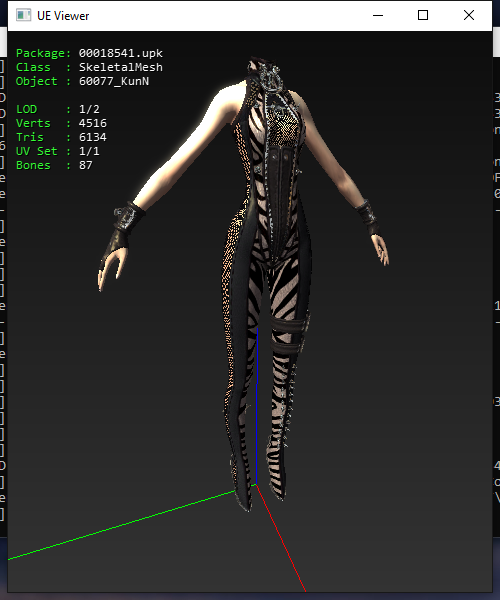 UE Viewer
Package: 00018541.upk
Class  : SkeletalMesh
Object : 60077_KunN
LOD    : 1/2
Verts  : 4516
Tris   : 6134
UV Set : 1/1
Bones  : 87